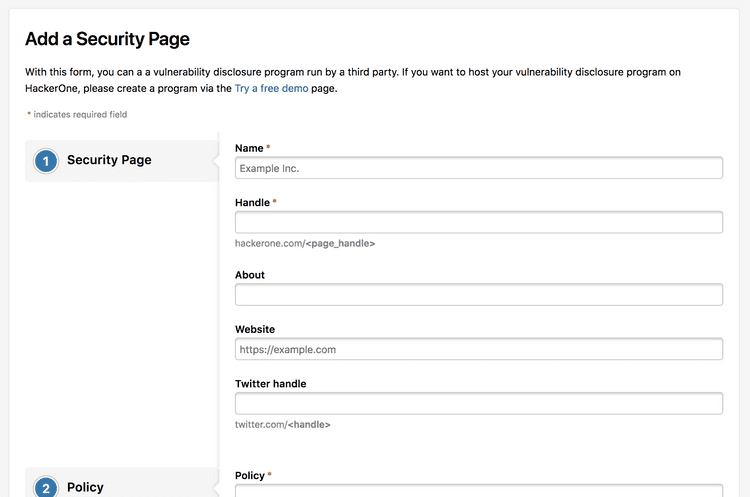 Add a Security Page
With this form, you can a a vulnerability disclosure program run by a third party. If you want to host your vulnerability disclosure program on
HackerOne, please create a program via the Try a free demo page.
* indicates required field
1 Security Page
Name *
Example Inc.
Handle *
hackerone.com/<page_handle>
About
Website
https://example.com
Twitter handle
twitter.com/<handle>
2 Policy
Policy *